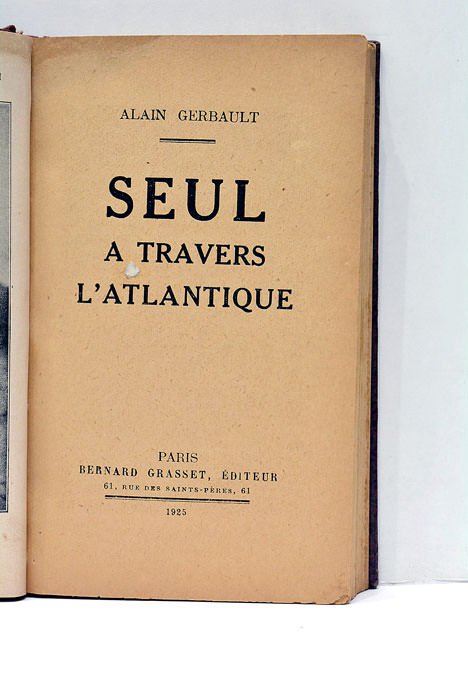 ALAIN GERBAULT
SEUL
A TRAVERS
L'ATLANTIQUE
PARIS
BERNARD GRASSET, ÉDITEUR
61, RUE DES SAINTS-PÈRES, 61
1925